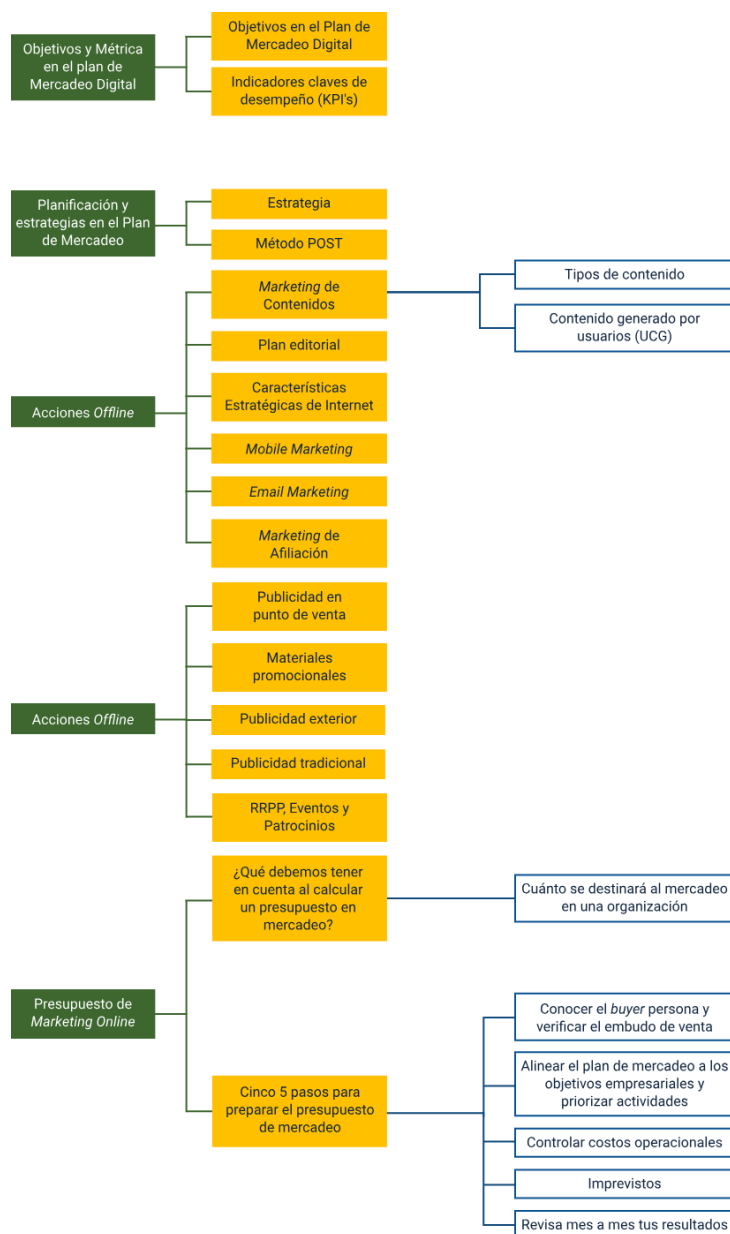 Objetivos y Métrica
en el plan de
Mercadeo Digital
Objetivos en el Plan de
Mercadeo Digital
Indicadores claves de
desempeño (KPI's)
Planificación y
estrategias en el Plan
de Mercadeo
Estrategia
Método POST
Acciones Offline
Marketing de
Contenidos
Tipos de contenido
Contenido generado por
usuarios (UCG)
Plan editorial
Características
Estratégicas de Internet
Mobile Marketing
Email Marketing
Marketing de
Afiliación
Acciones Offline
Publicidad en
punto de venta
Materiales
promocionales
Publicidad exterior
Publicidad tradicional
RRPP, Eventos y
Patrocinios
Presupuesto de
Marketing Online
¿Qué debemos tener
en cuenta al calcular
un presupuesto en
mercadeo?
Cuánto se destinará al mercadeo
en una organización
Cinco 5 pasos para
preparar el presupuesto
de mercadeo
Conocer el buyer persona y
verificar el embudo de venta
Alinear el plan de mercadeo a los
objetivos empresariales y
priorizar actividades
Controlar costos operacionales
Imprevistos
Revisa mes a mes tus resultados